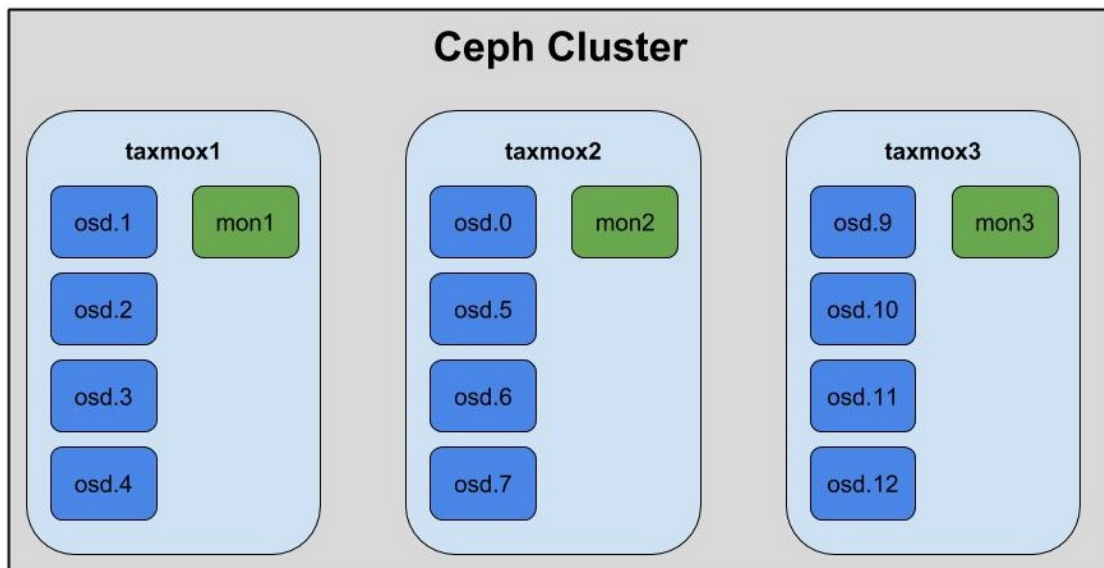 Ceph Cluster
taxmox1
osd.1
mon1
osd.2
osd.3
osd.4
taxmox2
osd.0
mon2
osd.5
osd.6
osd.7
taxmox3
osd.9
mon3
osd.10
osd.11
osd.12